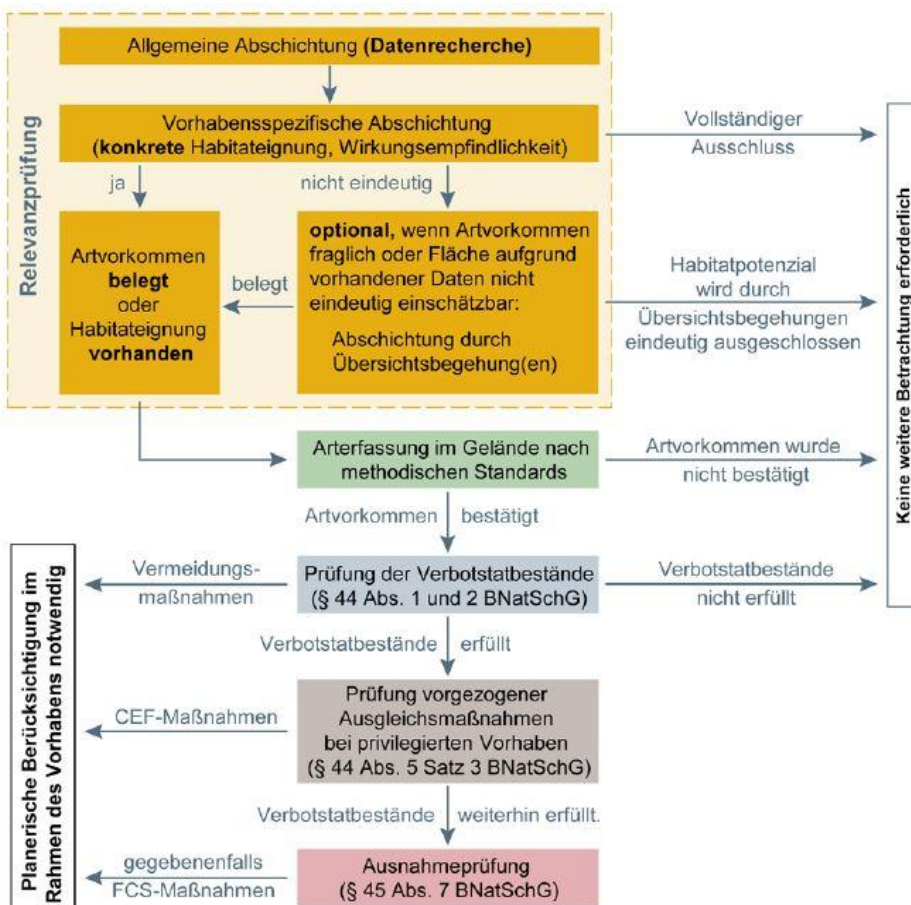 Allgemeine Abschichtung (Datenrecherche)
Relevanzprüfung
Vorhabensspezifische Abschichtung
(konkrete Habitateignung, Wirkungsempfindlichkeit)
Vollständiger
Ausschluss
ja
nicht eindeutig
Artvorkommen
belegt
oder
Habitateignung
vorhanden
belegt
optional, wenn Artvorkommen
fraglich oder Fläche aufgrund
vorhandener Daten nicht
eindeutig einschätzbar:
Abschichtung durch
Übersichtsbegehung(en)
Habitatpotenzial
wird durch
Übersichtsbegehungen
eindeutig ausgeschlossen
Keine weitere Betrachtung erforderlich
Arterfassung im Gelände nach
methodischen Standards
Artvorkommen wurde
nicht bestätigt
Artvorkommen bestätigt
Planerische Berücksichtigung im
Rahmen des Vorhabens notwendig
Vermeidungs-
maßnahmen
Prüfung der Verbotstatbestände
(§ 44 Abs. 1 und 2 BNatSchG)
Verbotstatbestände
nicht erfüllt
Verbotstatbestände erfüllt
CEF-Maßnahmen
Prüfung vorgezogener
Ausgleichsmaßnahmen
bei privilegierten Vorhaben
(§ 44 Abs. 5 Satz 3 BNatSchG)
Verbotstatbestände weiterhin erfüllt.
gegebenenfalls
FCS-Maßnahmen
Ausnahmeprüfung
(§ 45 Abs. 7 BNatSchG)